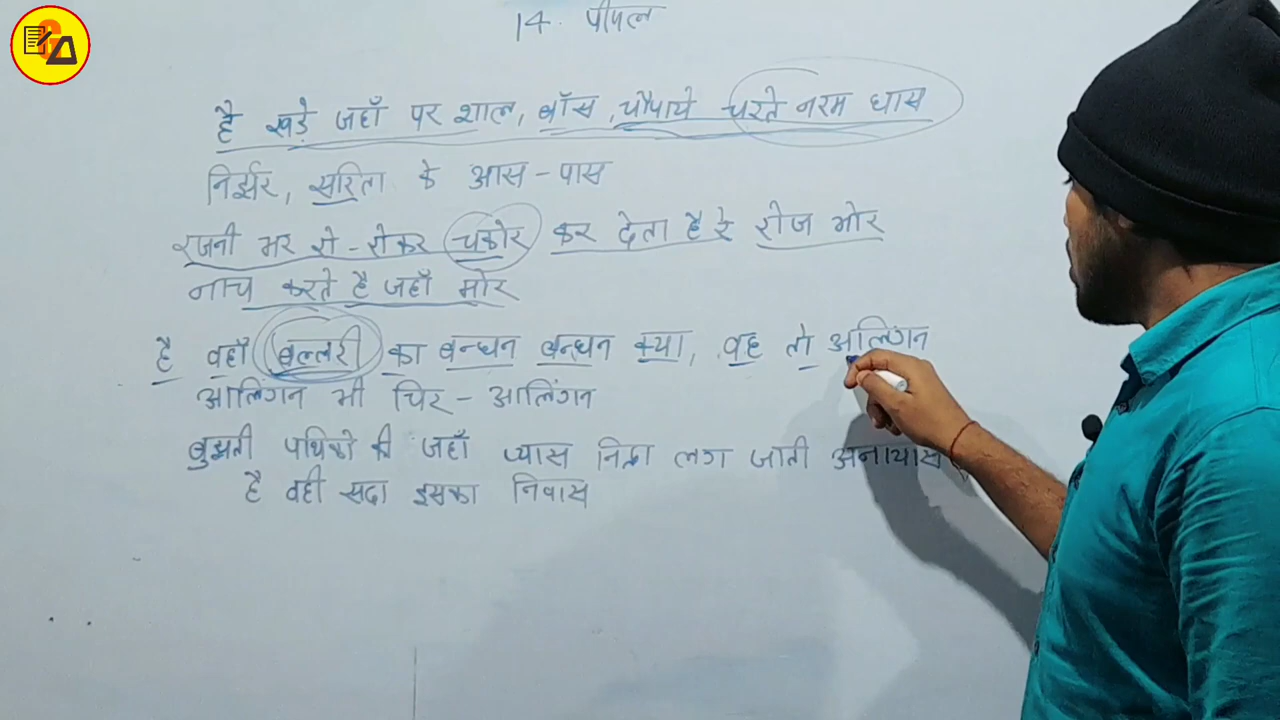 14. पीपल
है खड़े जहाँ पर शाल, बाँस, चौपाये चरते नरम घास
निर्झर, सरिता के आस-पास
रजनी भर रो-रोकर चकोर कर देता है रे रोज भोर
नाच करते है जहाँ मोर
है वहाँ बल्लरी का बन्धन बन्धन क्या, वह तो आलिंगन
आलिंगन भी चिर-आलिंगन
बुझती पथिको की जहाँ प्यास निद्रा लग जाती अनायास
है वही सदा इसका निवास